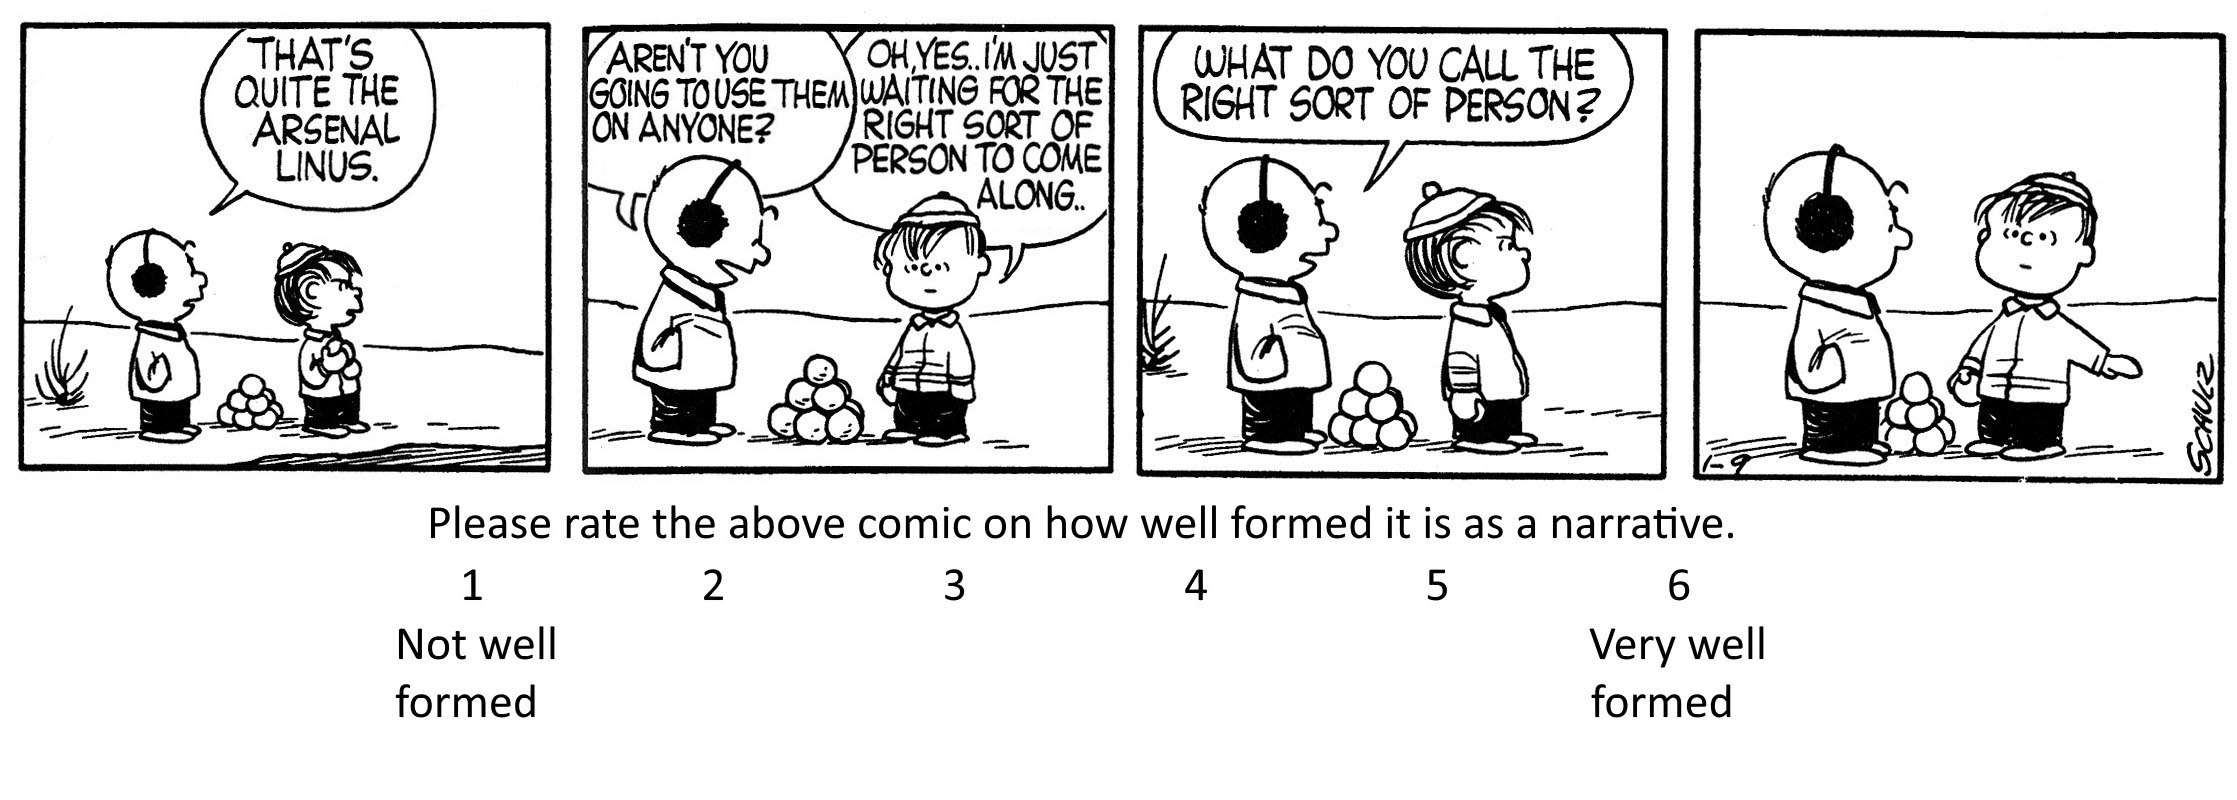 THAT'S
QUITE THE
ARSENAL
LINUS.
AREN'T YOU
GOING TO USE THEM
ON ANYONE?
OH, YES.. I'M JUST
WAITING FOR THE
RIGHT SORT OF
PERSON TO COME
ALONG..
WHAT DO YOU CALL THE
RIGHT SORT OF PERSON?
1-9
SCHULZ
Please rate the above comic on how well formed it is as a narrative.
1 2 3 4 5 6
Not well
formed
Very well
formed